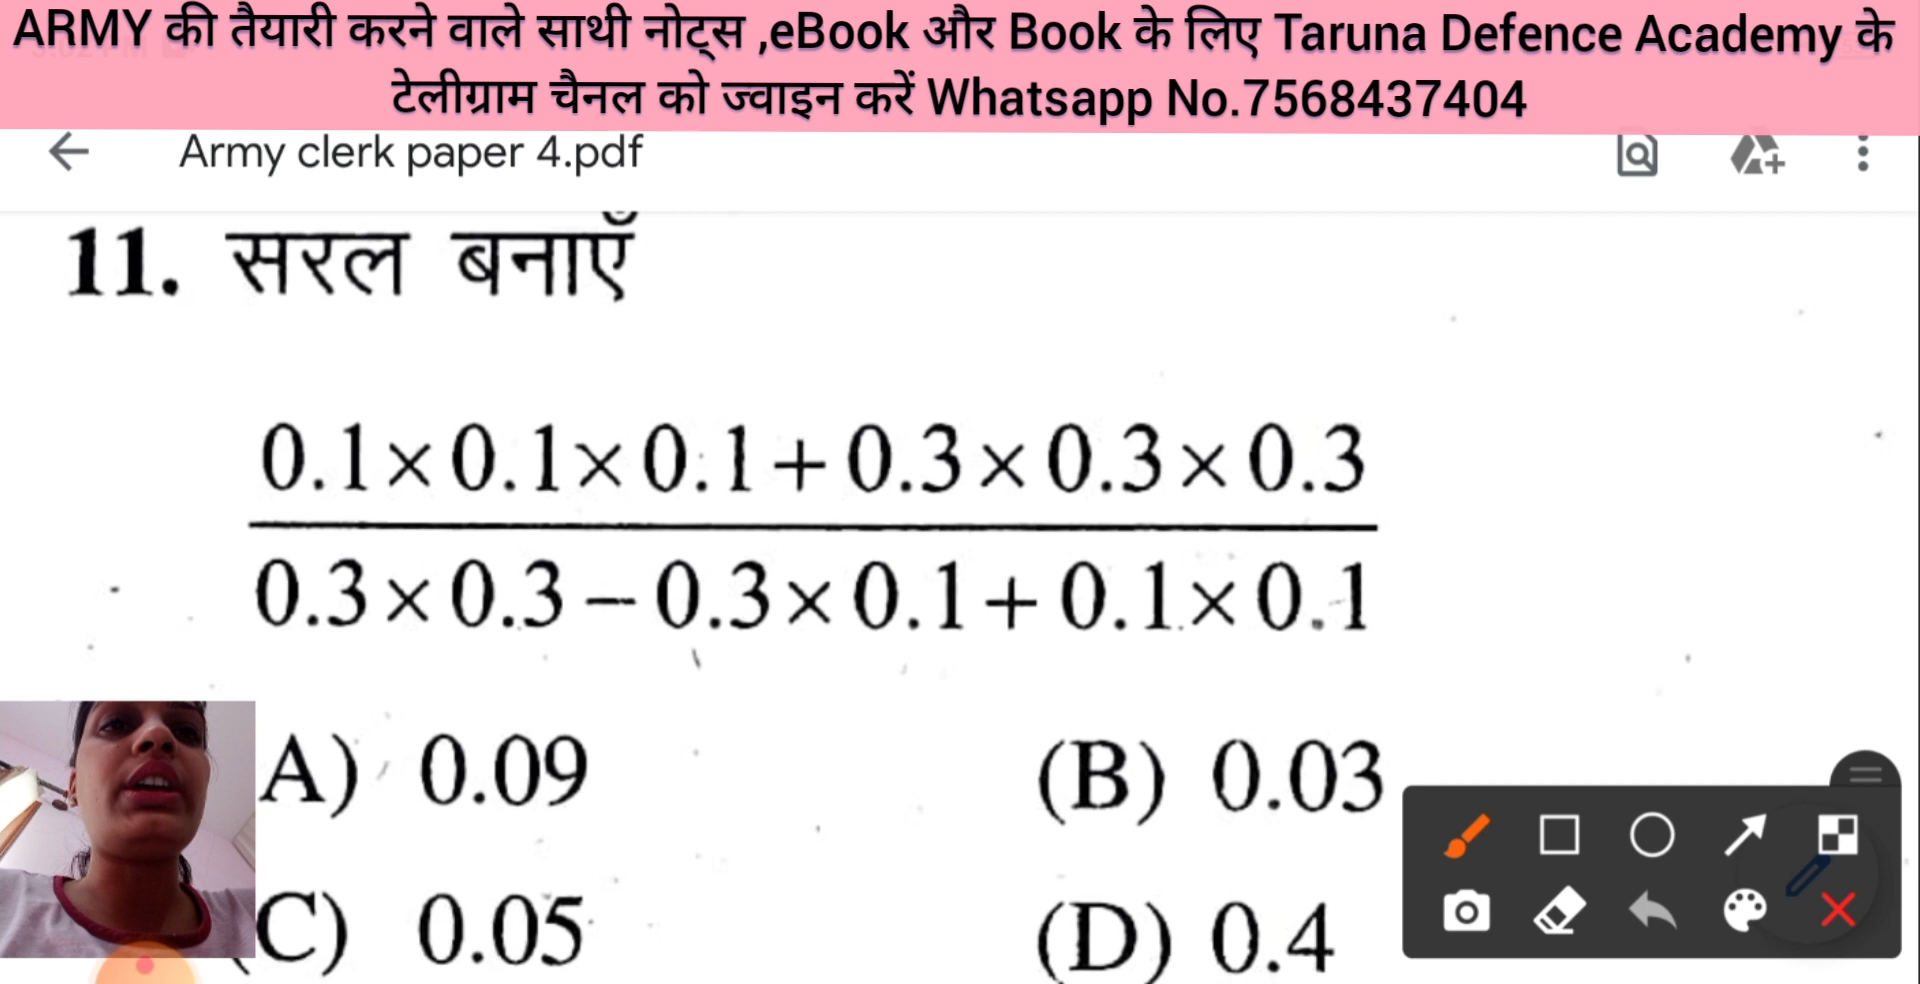 ARMY की तैयारी करने वाले साथी नोट्स ,eBook और Book के लिए Taruna Defence Academy के
टेलीग्राम चैनल को ज्वाइन करें Whatsapp No.7568437404
Army clerk paper 4.pdf
11. सरल बनाएँ
0.1×0.1×0.1+0.3×0.3×0.3
0.3×0.3−0.3×0.1+0.1×0.1
A) 0.09 (B) 0.03
(C) 0.05 (D) 0.4